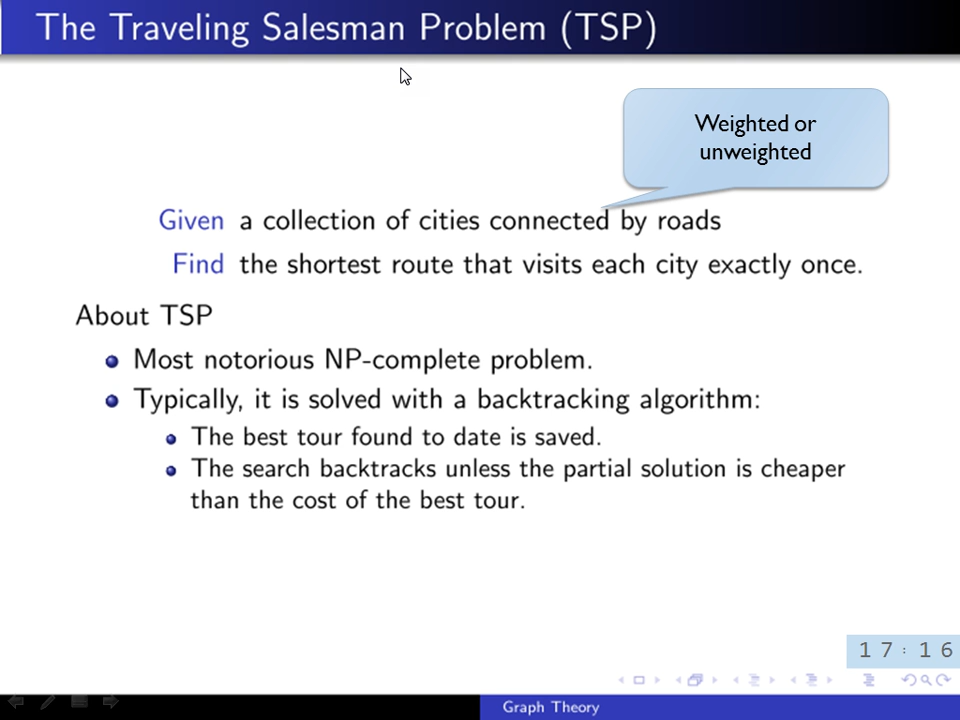 The Traveling Salesman Problem (TSP)
Weighted or
unweighted
Given a collection of cities connected by roads
Find the shortest route that visits each city exactly once.
About TSP
Most notorious NP-complete problem.
Typically, it is solved with a backtracking algorithm:
The best tour found to date is saved.
The search backtracks unless the partial solution is cheaper
than the cost of the best tour.
17:16
Graph Theory